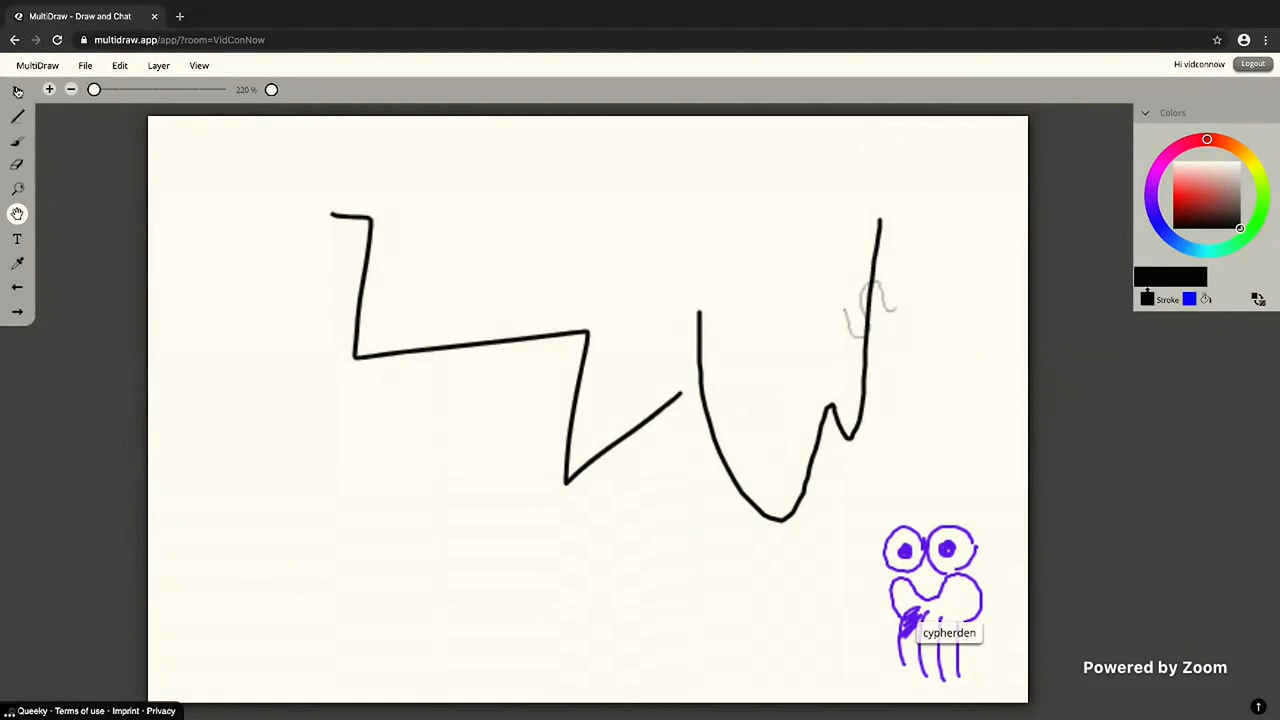 MultiDraw - Draw and Chat
multidraw.app/app/?room=VidConNow
MultiDraw File Edit Layer View Hi vidconnow Logout
220 %
Colors
Stroke
T
cypherden
Powered by Zoom
Queeky - Terms of use - Imprint - Privacy